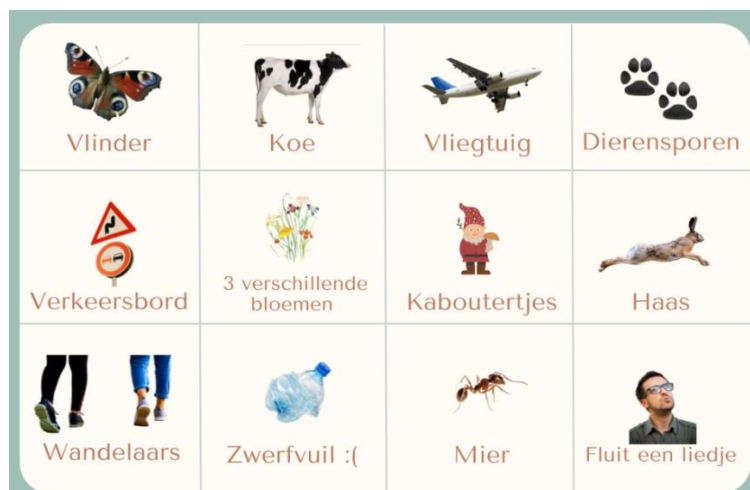 Vlinder
Koe
Vliegtuig
Dierensporen
Verkeersbord
3 verschillende
bloemen
Kaboutertjes
Haas
Wandelaars
Zwerfvuil :(
Mier
Fluit een liedje